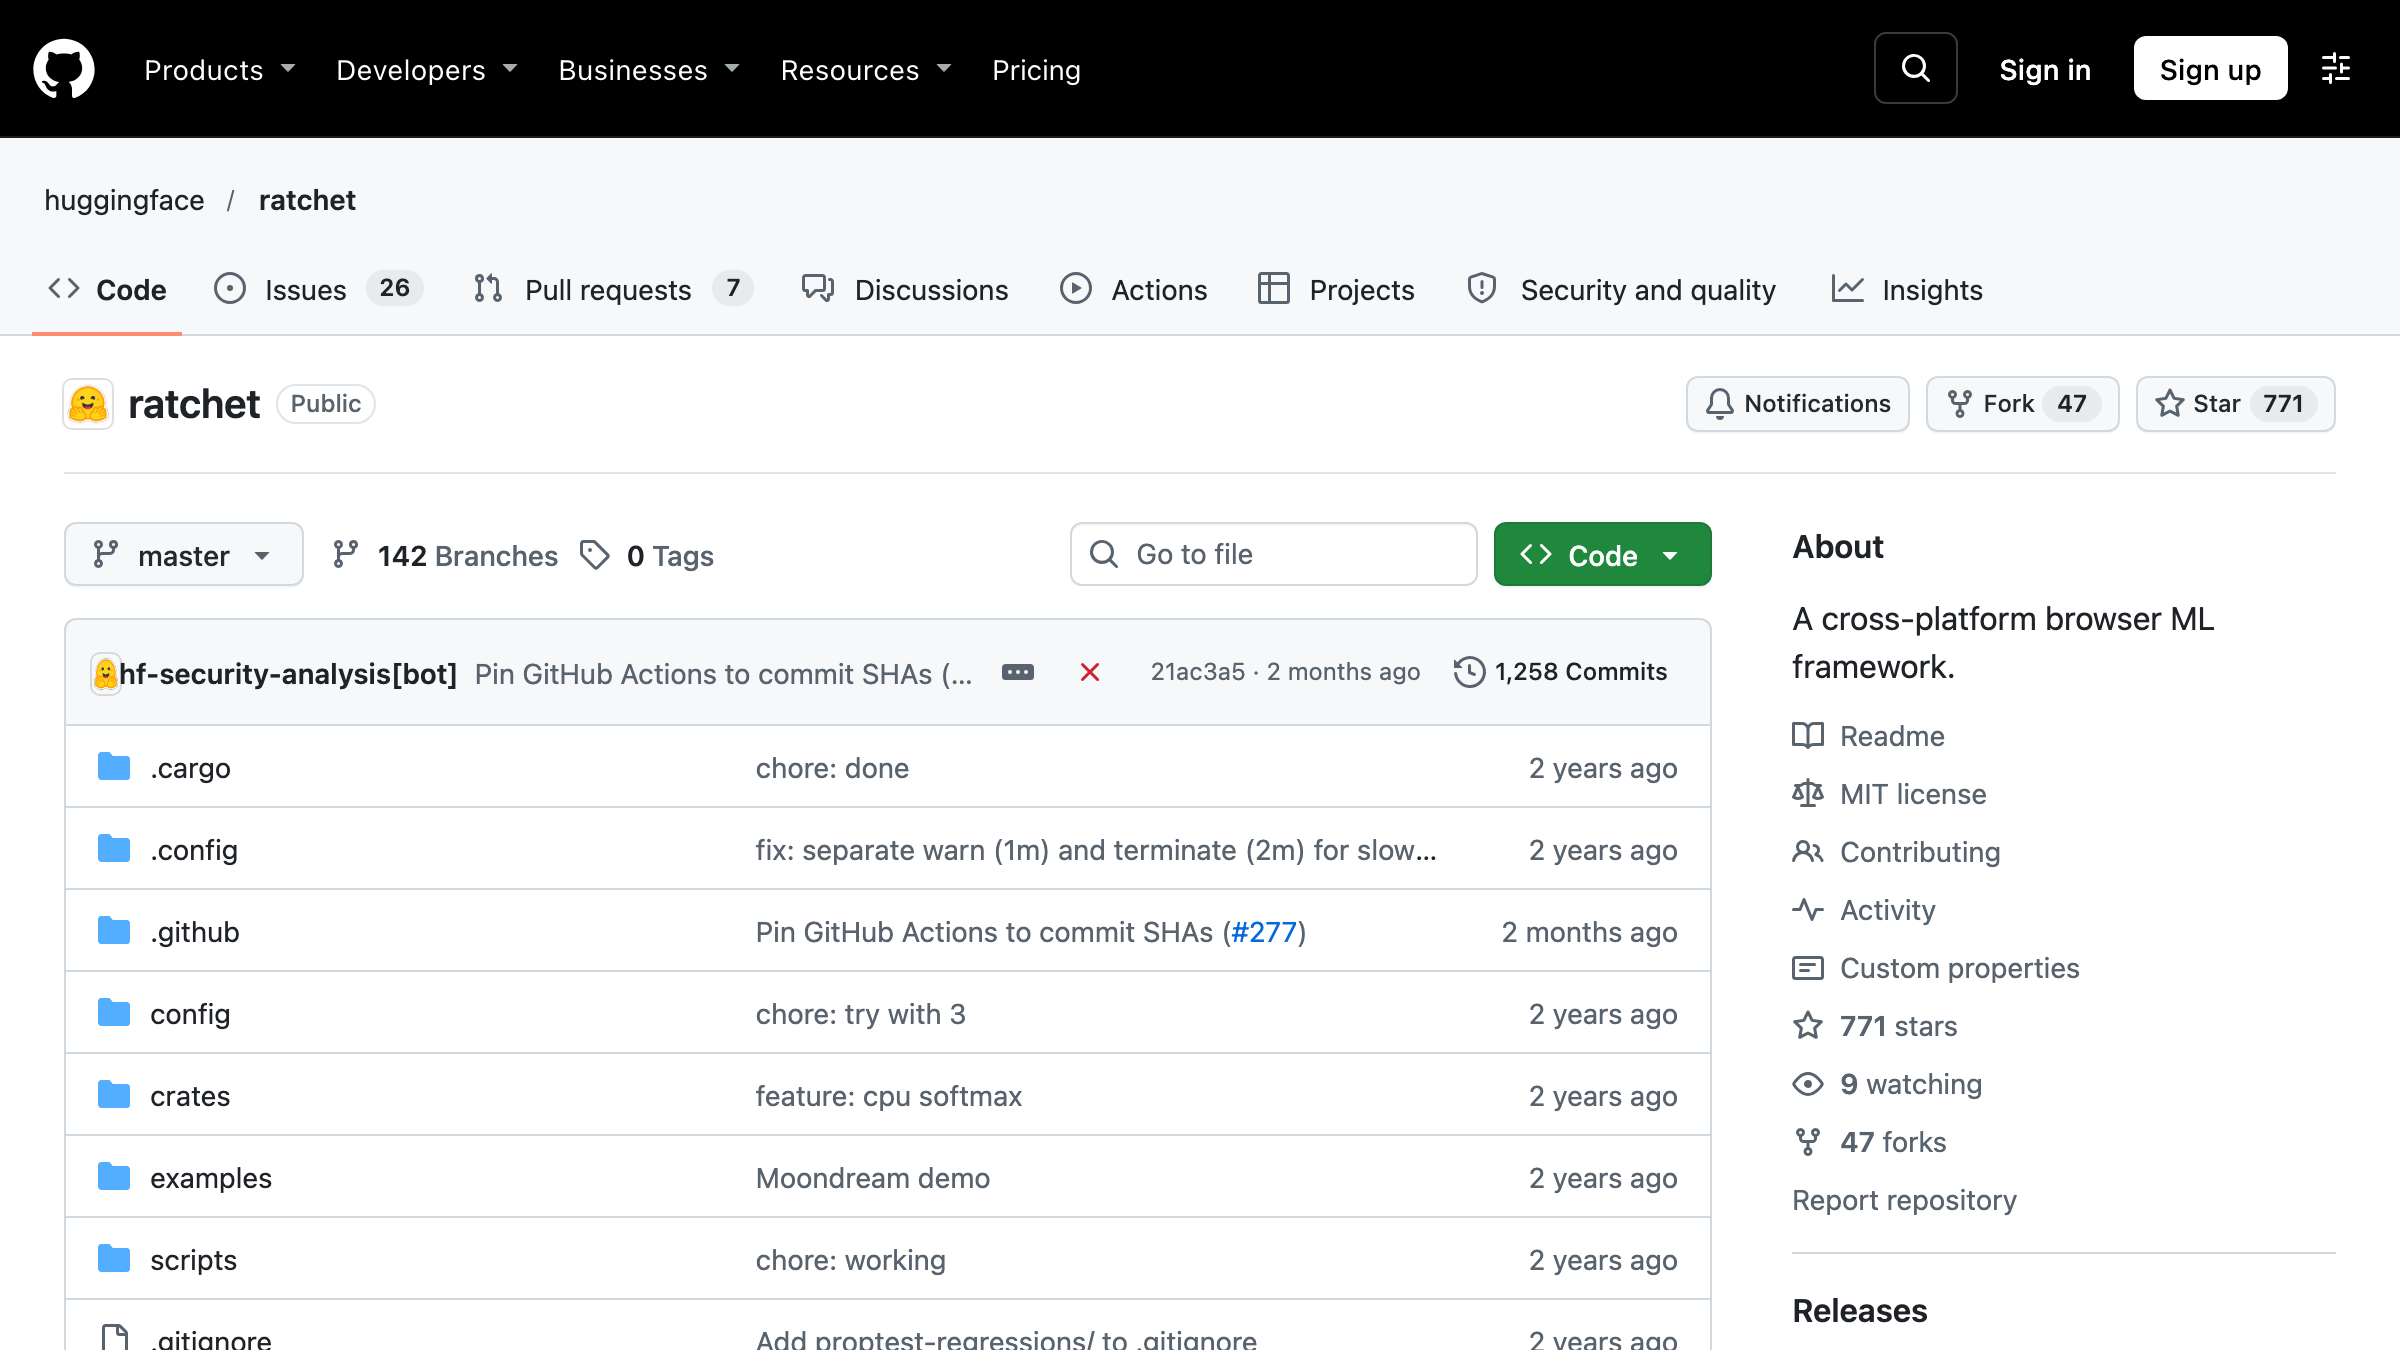 Products Developers Businesses Resources Pricing Sign in Sign up
huggingface / ratchet
Code Issues 26 Pull requests 7 Discussions Actions Projects Security and quality Insights
ratchet Public Notifications Fork 47 Star 771
master 142 Branches 0 Tags Go to file Code
hf-security-analysis[bot] Pin GitHub Actions to commit SHAs (... 21ac3a5 · 2 months ago 1,258 Commits
.cargo chore: done 2 years ago
.config fix: separate warn (1m) and terminate (2m) for slow... 2 years ago
.github Pin GitHub Actions to commit SHAs (#277) 2 months ago
config chore: try with 3 2 years ago
crates feature: cpu softmax 2 years ago
examples Moondream demo 2 years ago
scripts chore: working 2 years ago
.gitignore Add proptest-regressions/ to .gitignore 2 years ago
About
A cross-platform browser ML
framework.
Readme
MIT license
Contributing
Activity
Custom properties
771 stars
9 watching
47 forks
Report repository
Releases